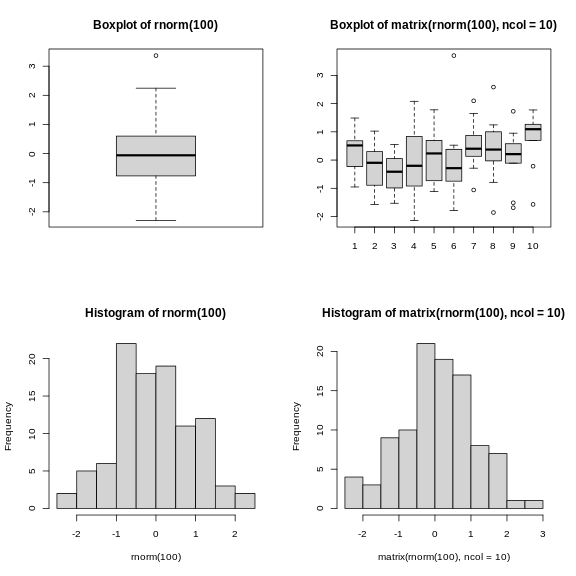 Boxplot of rnorm(100)
3
2
1
0
-1
-2
Boxplot of matrix(rnorm(100), ncol = 10)
3
2
1
0
-1
-2
1 2 3 4 5 6 7 8 9 10
Histogram of rnorm(100)
Frequency
20
15
10
5
0
-2 -1 0 1 2
rnorm(100)
Histogram of matrix(rnorm(100), ncol = 10)
Frequency
20
15
10
5
0
-2 -1 0 1 2 3
matrix(rnorm(100), ncol = 10)